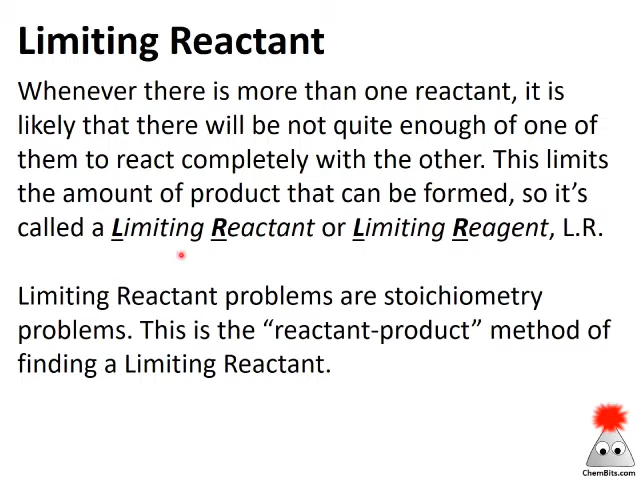 Limiting Reactant
Whenever there is more than one reactant, it is
likely that there will be not quite enough of one of
them to react completely with the other. This limits
the amount of product that can be formed, so it’s
called a Limiting Reactant or Limiting Reagent, L.R.
Limiting Reactant problems are stoichiometry
problems. This is the “reactant-product” method of
finding a Limiting Reactant.
ChemBits.com